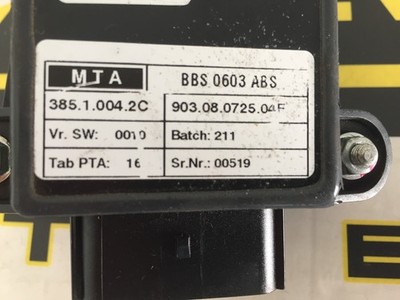 MTA BBS 0603 ABS
385.1.004.2C 903.08.0725.04F
Vr. SW: 0010 Batch: 211
Tab PTA: 16 Sr.Nr.: 00519